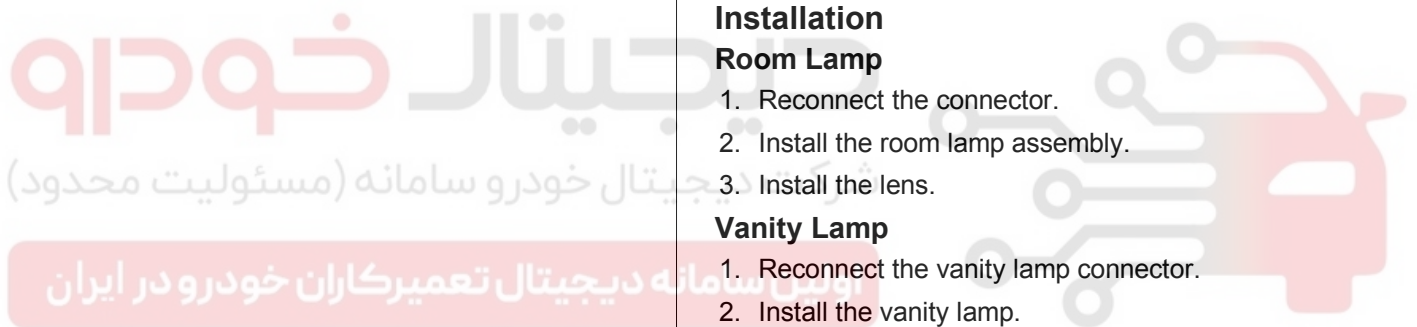 Installation
Room Lamp
1. Reconnect the connector.
2. Install the room lamp assembly.
3. Install the lens.
Vanity Lamp
1. Reconnect the vanity lamp connector.
2. Install the vanity lamp.
دیجیتال خودرو
شرکت دیجیتال خودرو سامانه (مسئولیت محدود)
اولین سامانه دیجیتال تعمیرکاران خودرو در ایران